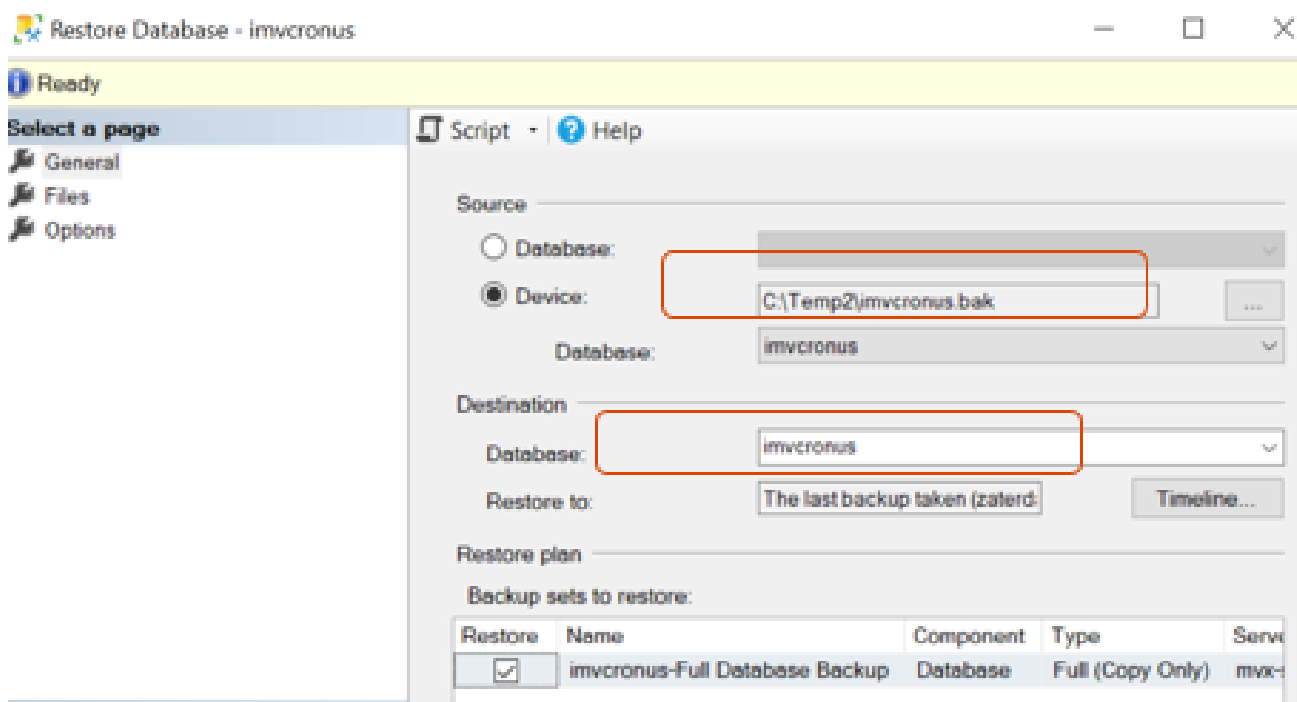 Restore Database - imvcronus
Ready
Select a page
General
Files
Options
Script
Help
Source
Database:
Device:
C:\Temp2\imvcronus.bak
...
Database:
imvcronus
Destination
Database:
imvcronus
Restore to:
The last backup taken (zaterd
Timeline...
Restore plan
Backup sets to restore:
Restore Name Component Type Serve
imvcronus-Full Database Backup Database Full (Copy Only) mvx-